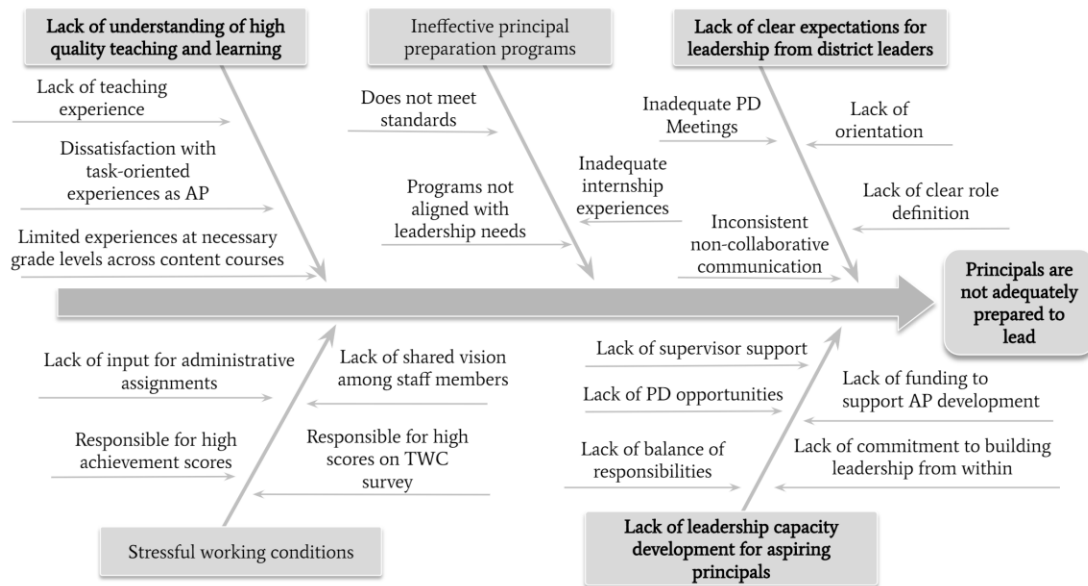 Lack of understanding of high
quality teaching and learning
Ineffective principal
preparation programs
Lack of clear expectations for
leadership from district leaders
Lack of teaching
experience
Dissatisfaction with
task-oriented
experiences as AP
Limited experiences at necessary
grade levels across content courses
Does not meet
standards
Programs not
aligned with
leadership needs
Inadequate
internship
experiences
Inadequate PD
Meetings
Inconsistent
non-collaborative
communication
Lack of
orientation
Lack of clear role
definition
Principals are
not adequately
prepared to
lead
Lack of input for administrative
assignments
Responsible for high
achievement scores
Lack of shared vision
among staff members
Responsible for high
scores on TWC
survey
Stressful working conditions
Lack of supervisor support
Lack of PD opportunities
Lack of balance of
responsibilities
Lack of funding to
support AP development
Lack of commitment to building
leadership from within
Lack of leadership capacity
development for aspiring
principals